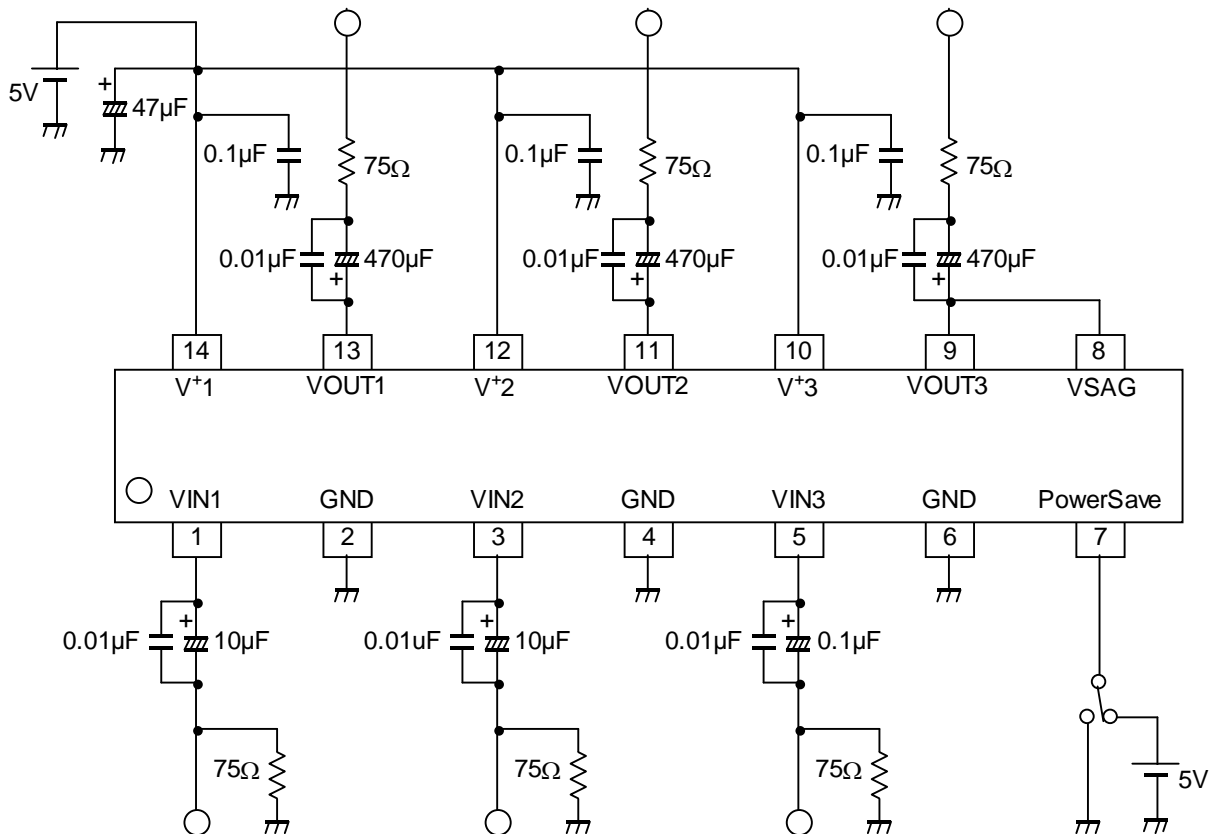 5V
+
47µF
0.1µF
75Ω
0.1µF
75Ω
0.1µF
75Ω
0.01µF
+
470µF
0.01µF
+
470µF
0.01µF
+
470µF
14
13
12
11
10
9
8
V+1
VOUT1
V+2
VOUT2
V+3
VOUT3
VSAG
VIN1
GND
VIN2
GND
VIN3
GND
PowerSave
1
2
3
4
5
6
7
0.01µF
+
10µF
0.01uF
+
10µF
0.01µF
+
0.1µF
75Ω
75Ω
75Ω
5V